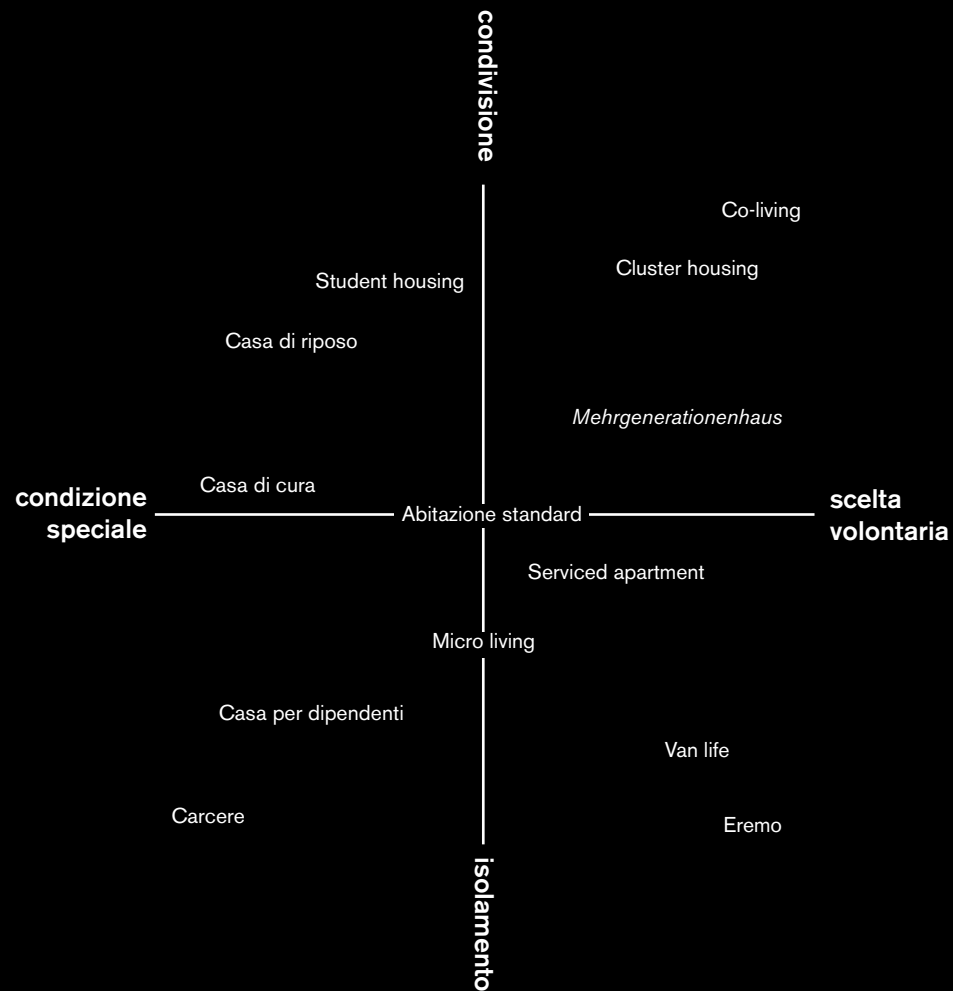 condivisione
Co-living
Cluster housing
Student housing
Casa di riposo
Mehrgenerationenhaus
Casa di cura
condizione
speciale
Abitazione standard
scelta
volontaria
Serviced apartment
Micro living
Casa per dipendenti
Van life
Carcere
Eremo
isolamento